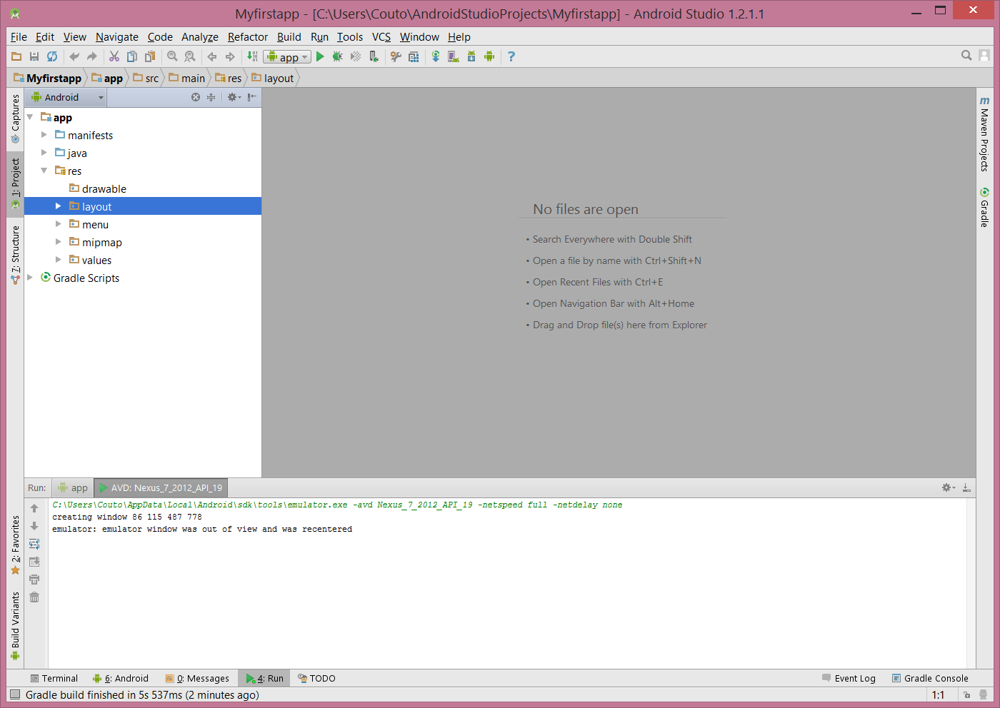 Myfirstapp - [C:\Users\Couto\AndroidStudioProjects\Myfirstapp] - Android Studio 1.2.1.1
File Edit View Navigate Code Analyze Refactor Build Run Tools VCS Window Help
app
Myfirstapp app src main res layout
Captures
1: Project
7: Structure
2: Favorites
Build Variants
Android
app
manifests
java
res
drawable
layout
menu
mipmap
values
Gradle Scripts
No files are open
• Search Everywhere with Double Shift
• Open a file by name with Ctrl+Shift+N
• Open Recent Files with Ctrl+E
• Open Navigation Bar with Alt+Home
• Drag and Drop file(s) here from Explorer
m Maven Projects
Gradle
Run: app AVD: Nexus_7_2012_API_19
C:\Users\Couto\AppData\Local\Android\sdk\tools\emulator.exe -avd Nexus_7_2012_API_19 -netspeed full -netdelay none
creating window 86 115 487 778
emulator: emulator window was out of view and was recentered
Terminal 6: Android 0: Messages 4: Run TODO Event Log Gradle Console
Gradle build finished in 5s 537ms (2 minutes ago) 1:1